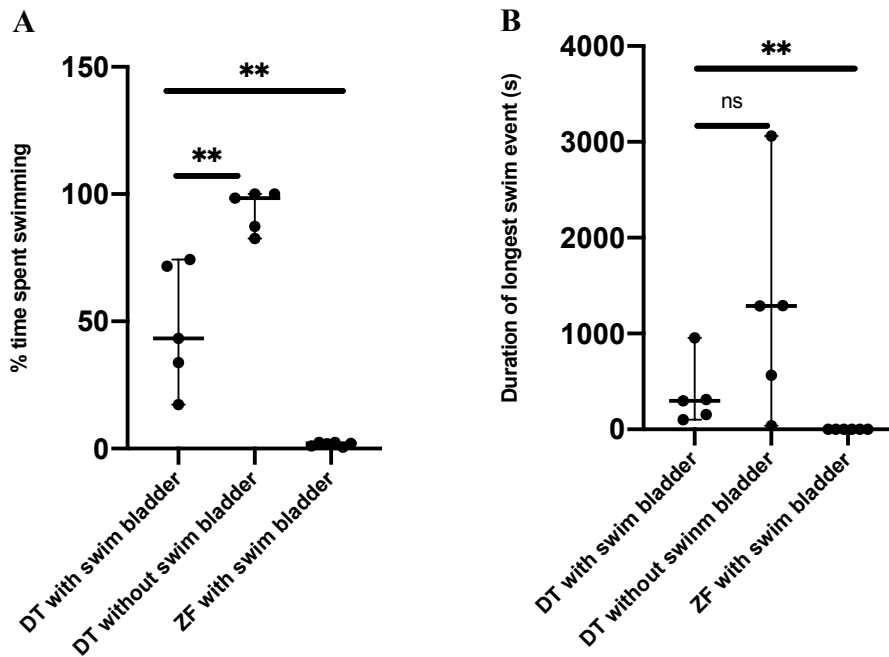 A
% time spent swimming
150
100
50
0
**
**
DT with swim bladder
DT without swim bladder
ZF with swim bladder
B
Duration of longest swim event (s)
4000
3000
2000
1000
0
**
ns
DT with swim bladder
DT without swinm bladder
ZF with swim bladder